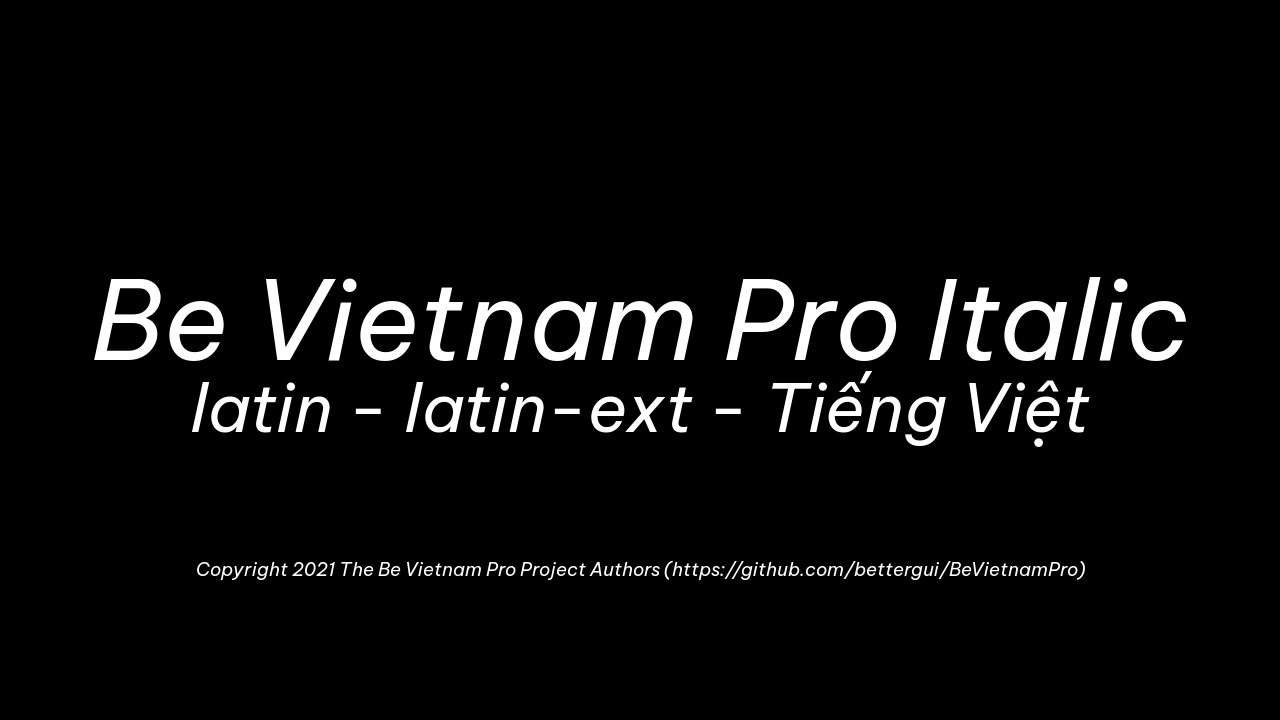 Be Vietnam Pro Italic
latin - latin-ext - Tiếng Việt
Copyright 2021 The Be Vietnam Pro Project Authors (https://github.com/bettergui/BeVietnamPro)